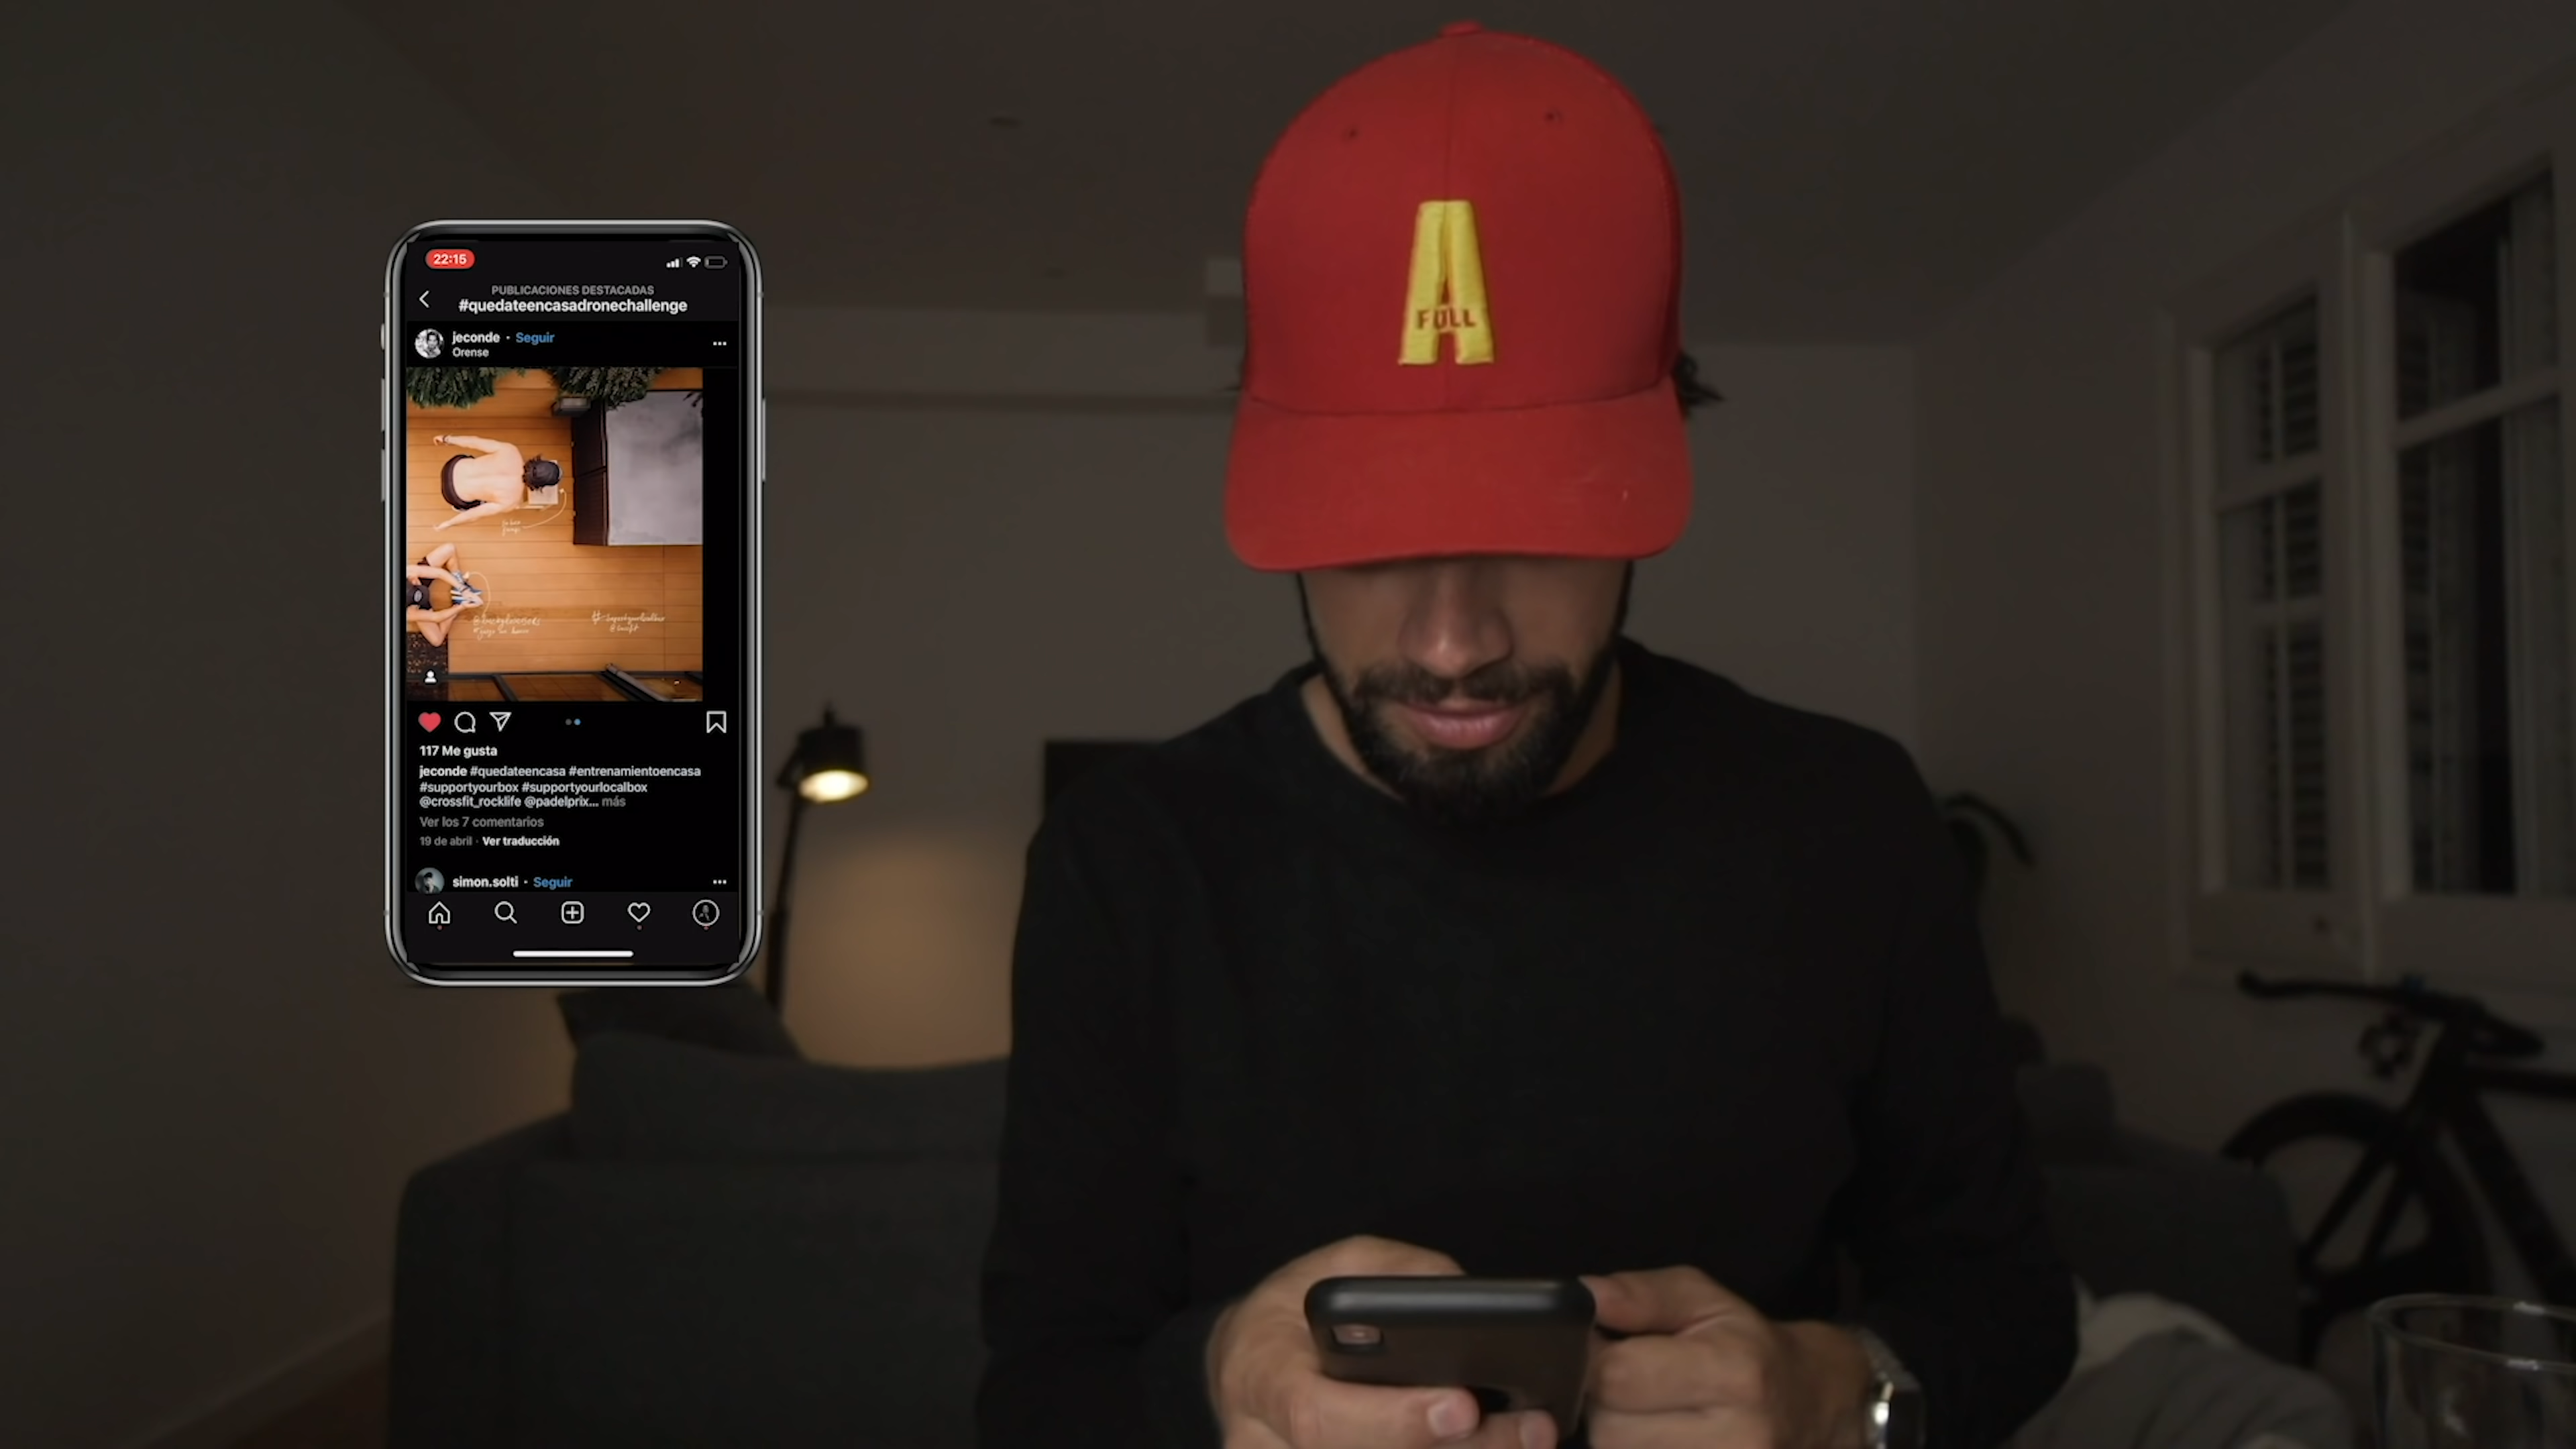 22:15
PUBLICACIONES DESTACADAS
#quedateencasadronechallenge
jeconde · Seguir
Orense
117 Me gusta
jeconde #quedateencasa #entrenamientoencasa
#supportyourbox #supportyourlocalbox
@crossfit_rocklife @padelprix... más
Ver los 7 comentarios
19 de abril · Ver traducción
simon.solti · Seguir
A
FULL